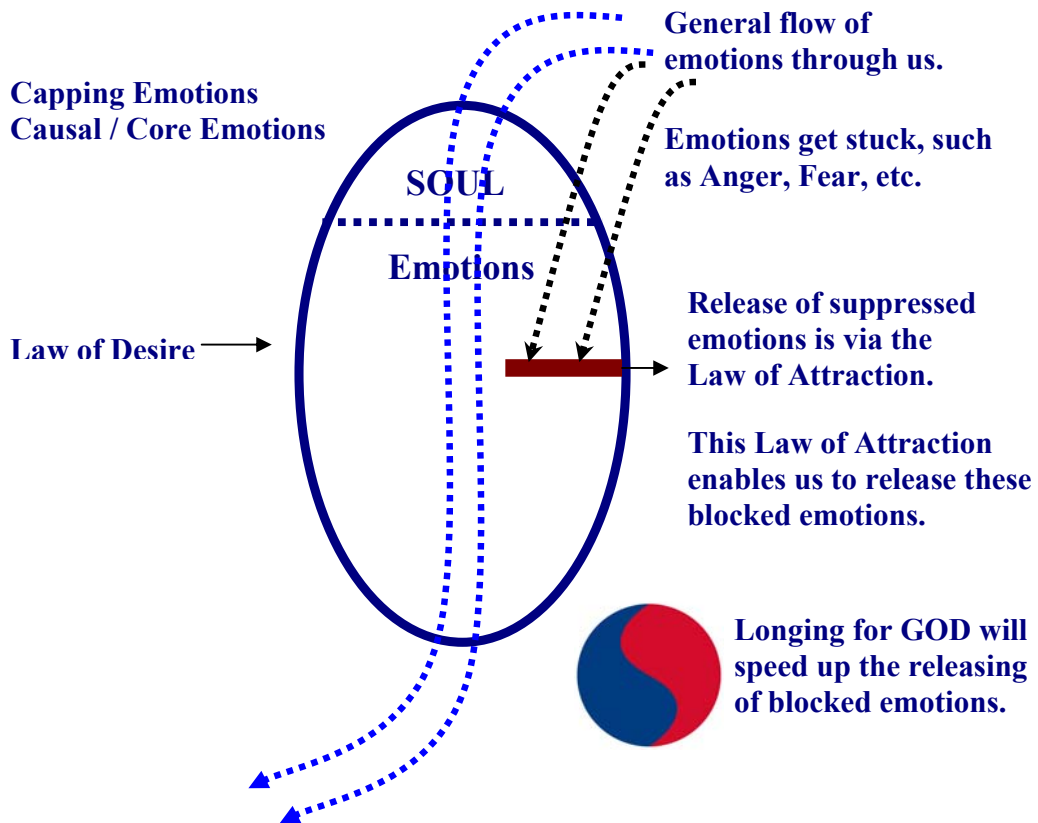 General flow of
emotions through us.
Capping Emotions
Causal / Core Emotions
Emotions get stuck, such
as Anger, Fear, etc.
SOUL
Emotions
Law of Desire
Release of suppressed
emotions is via the
Law of Attraction.
This Law of Attraction
enables us to release these
blocked emotions.
Longing for GOD will
speed up the releasing
of blocked emotions.